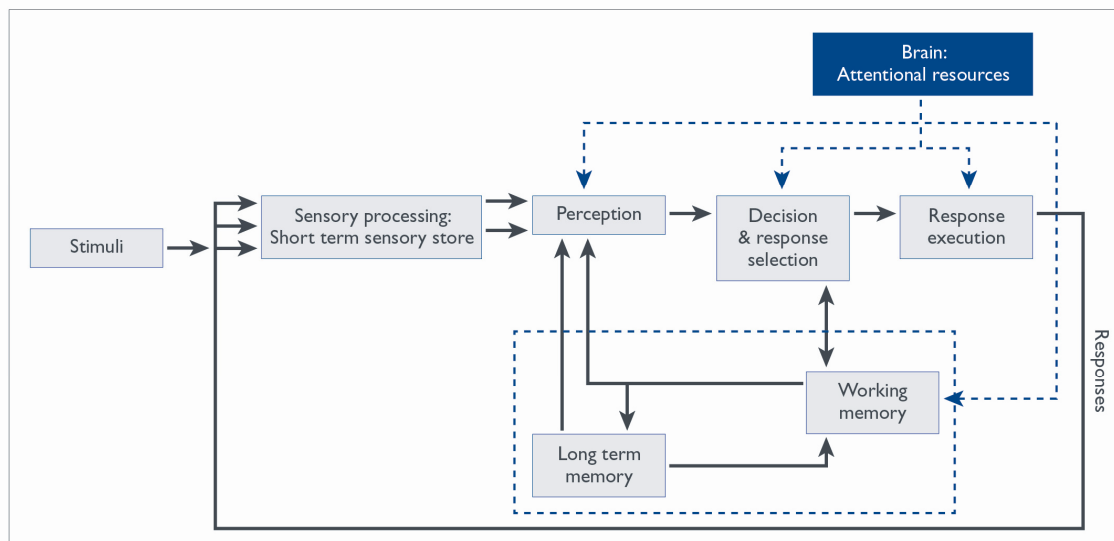 Brain:
Attentional resources
Stimuli
Sensory processing:
Short term sensory store
Perception
Decision
& response
selection
Response
execution
Responses
Working
memory
Long term
memory